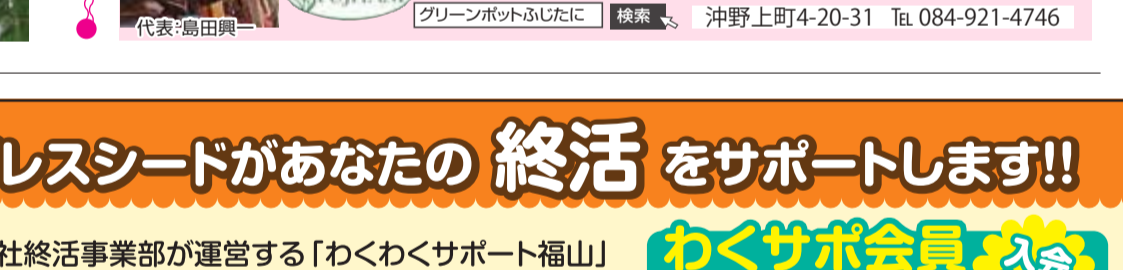 代表:島田興一
グリーンポットふじたに 検索 沖野上町4-20-31 ℡ 084-921-4746
レスシードがあなたの 終活 をサポートします!!
社終活事業部が運営する「わくわくサポート福山」
わくサポ会員 入会